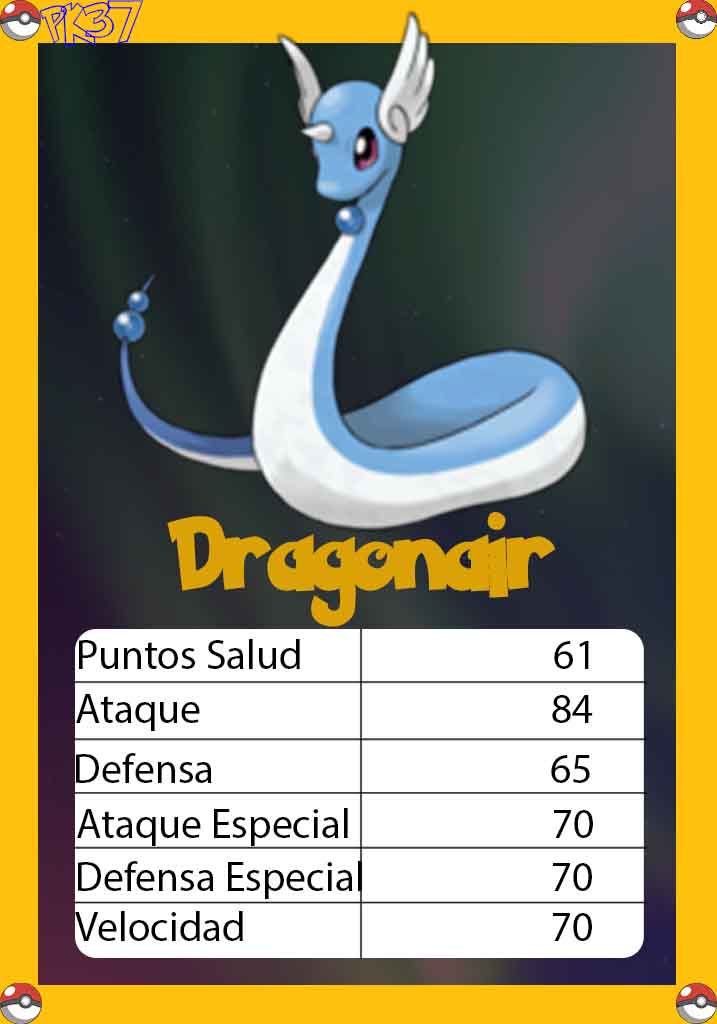 PK37
Dragonair
Puntos Salud 61
Ataque 84
Defensa 65
Ataque Especial 70
Defensa Especial 70
Velocidad 70